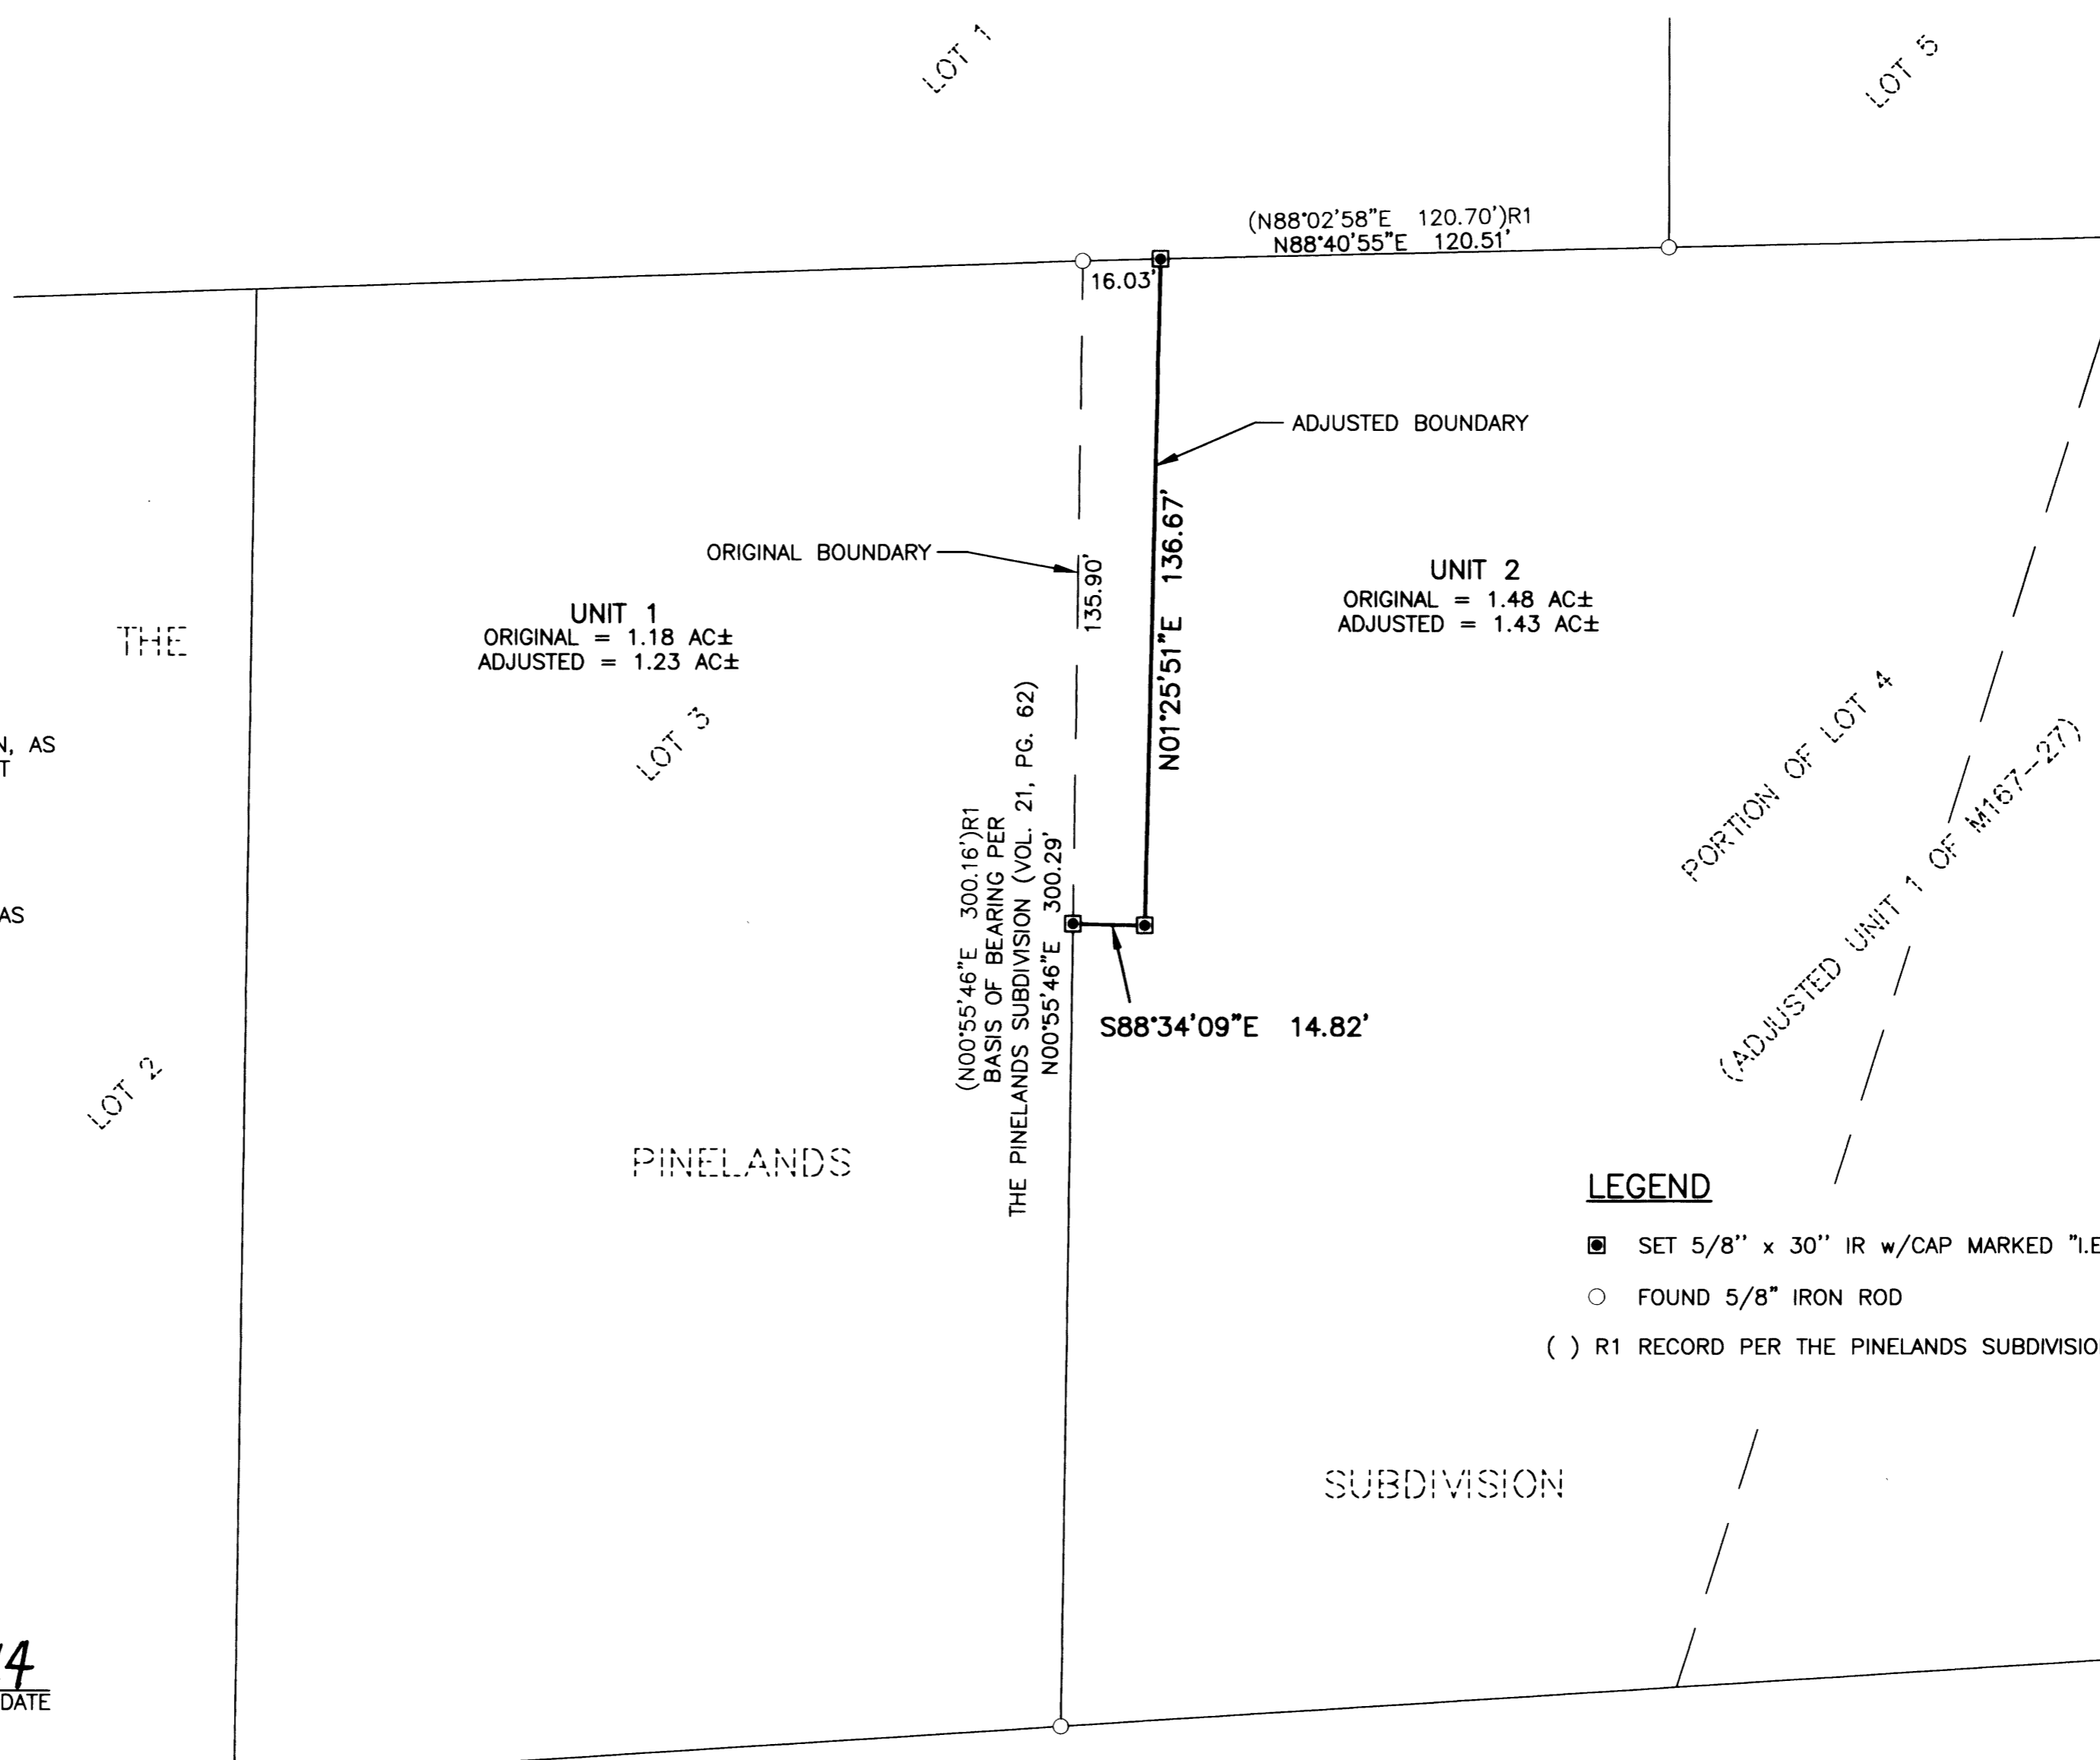 LOT 1
LOT 5
(N88°02'58"E 120.70')R1
N88°40'55"E 120.51'
16.03'
ADJUSTED BOUNDARY
N01°25'51"E 136.67'
ORIGINAL BOUNDARY
135.90'
UNIT 1
ORIGINAL = 1.18 AC±
ADJUSTED = 1.23 AC±
UNIT 2
ORIGINAL = 1.48 AC±
ADJUSTED = 1.43 AC±
THE
LOT 3
N, AS
T
AS
(N00°55'46"E 300.16')R1
BASIS OF BEARING PER
THE PINELANDS SUBDIVISION (VOL. 21, PG. 62)
N00°55'46"E 300.29'
S88°34'09"E 14.82'
PORTION OF LOT 4
(ADJUSTED UNIT 1 OF M167--27)
LOT 2
PINELANDS
LEGEND
SET 5/8'' x 30'' IR w/CAP MARKED "I.E
FOUND 5/8" IRON ROD
( ) R1 RECORD PER THE PINELANDS SUBDIVISIO
SUBDIVISION
4
DATE